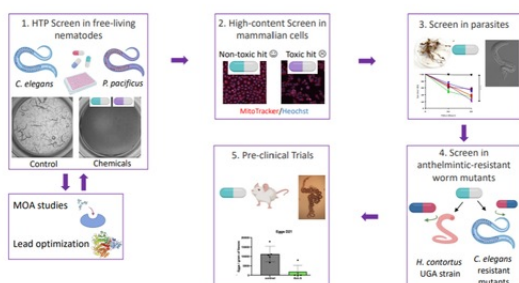 1. HTP Screen in free-living
nematodes
C. elegans
P. pacificus
Control
Chemicals
MOA studies
Lead optimization
2. High-content Screen in
mammalian cells
Non-toxic hit
Toxic hit
MitoTracker/Heochst
3. Screen in parasites
4. Screen in
anthelmintic-resistant
worm mutants
H. contortus
UGA strain
C. elegans
resistant
mutants
5. Pre-clinical Trials